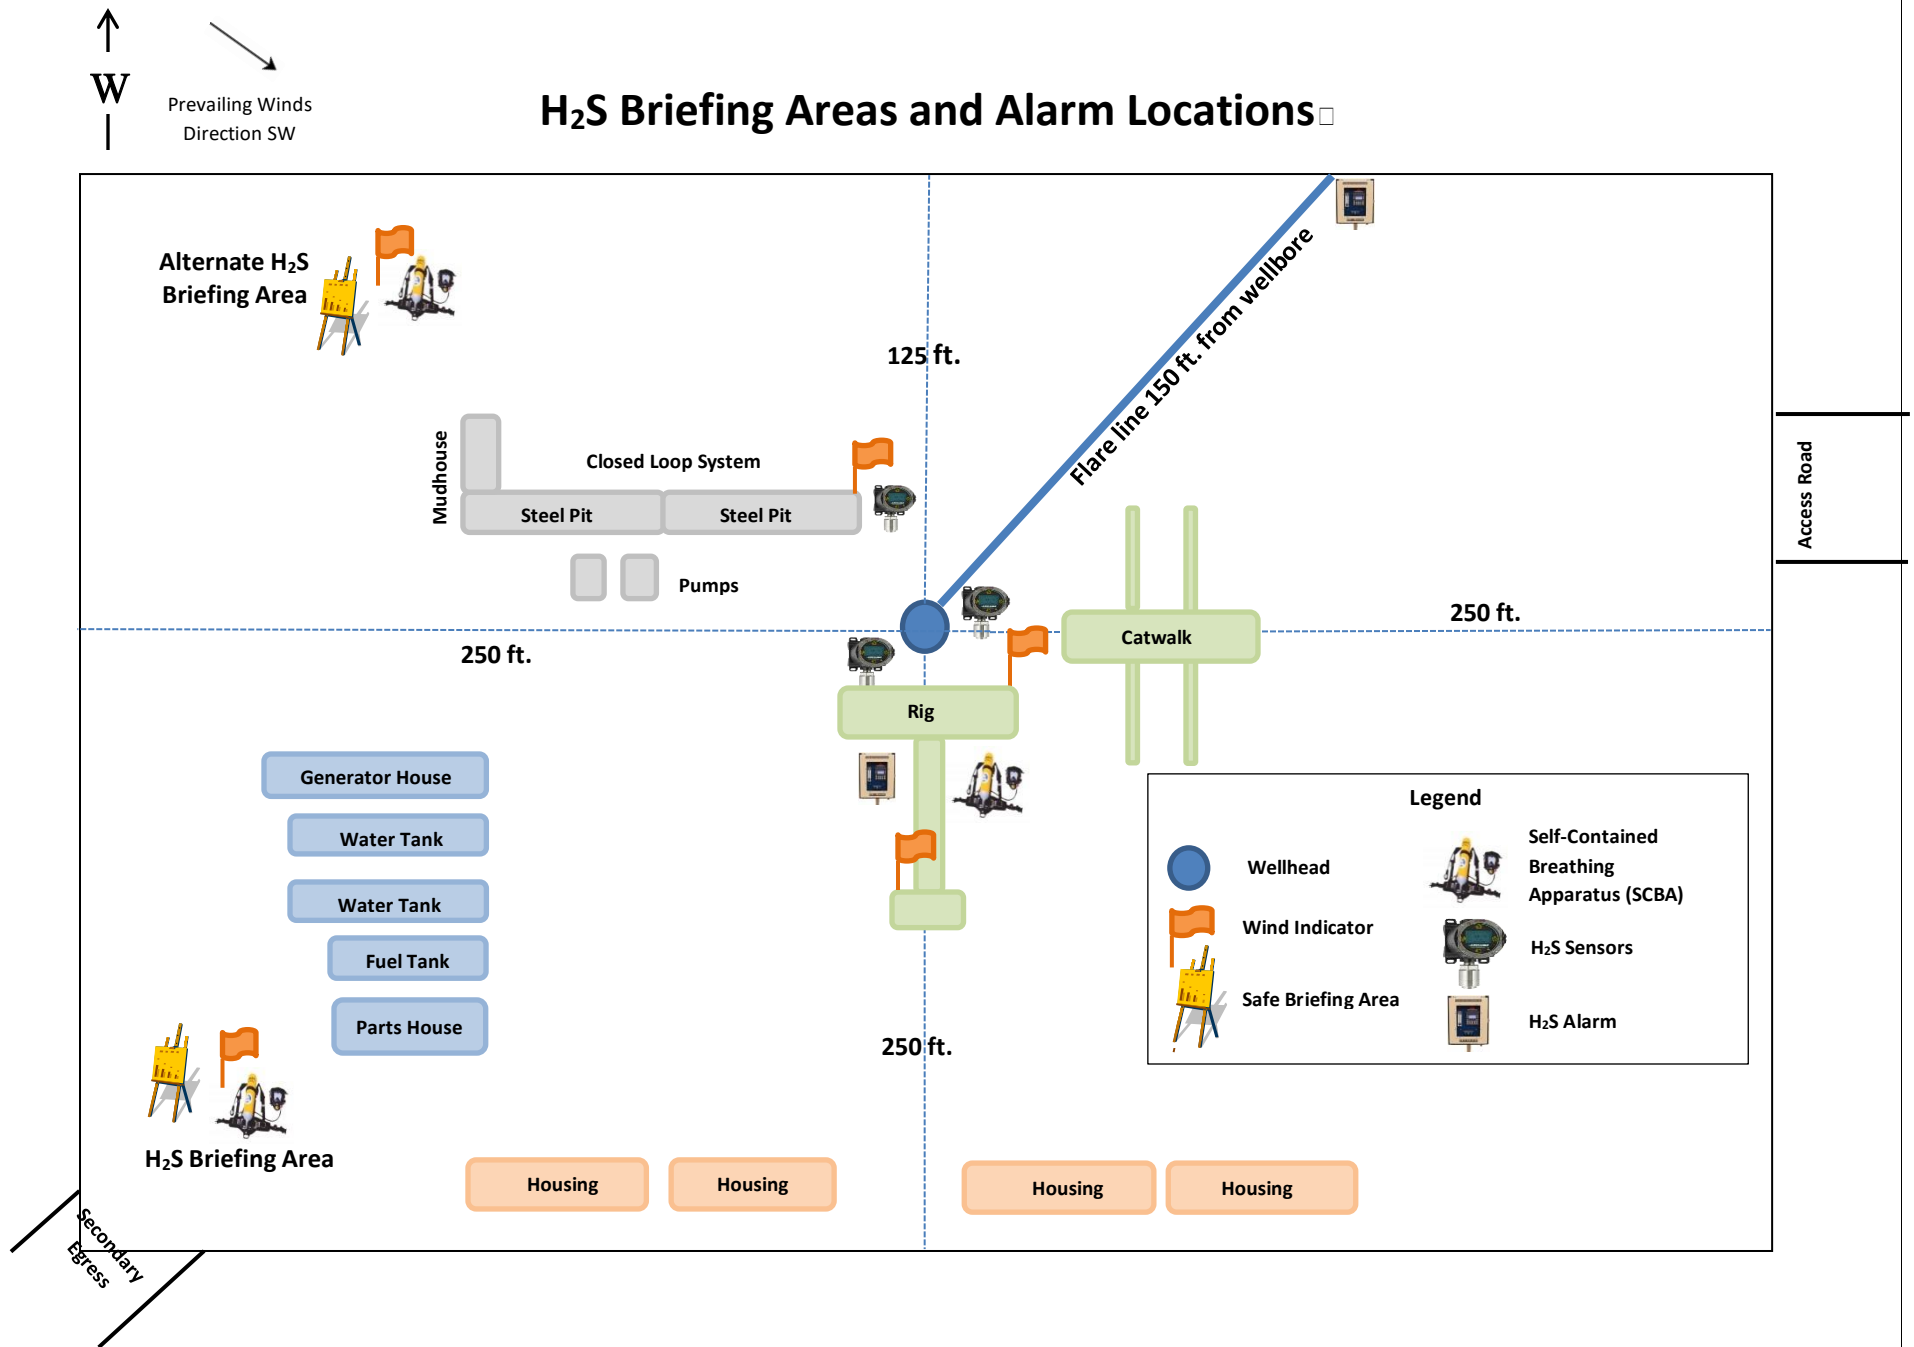 W
Prevailing Winds
Direction SW
H₂S Briefing Areas and Alarm Locations
Alternate H₂S
Briefing Area
125 ft.
Flare line 150 ft. from wellbore
Mudhouse
Closed Loop System
Steel Pit
Steel Pit
Pumps
Access Road
250 ft.
250 ft.
Catwalk
Rig
Generator House
Water Tank
Water Tank
Fuel Tank
Parts House
250 ft.
H₂S Briefing Area
Housing
Housing
Housing
Housing
Secondary
Egress
Legend
Wellhead
Wind Indicator
Safe Briefing Area
Self-Contained
Breathing
Apparatus (SCBA)
H₂S Sensors
H₂S Alarm